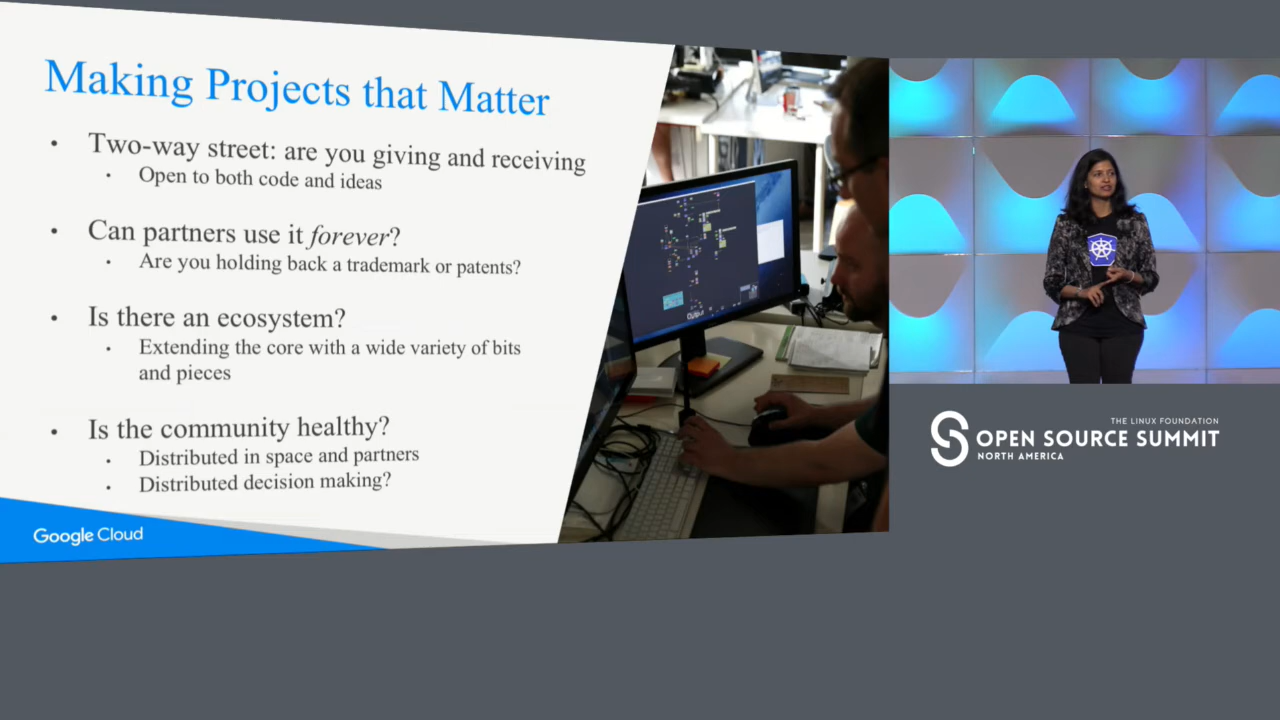 Making Projects that Matter
• Two-way street: are you giving and receiving
• Open to both code and ideas
• Can partners use it forever?
• Are you holding back a trademark or patents?
• Is there an ecosystem?
• Extending the core with a wide variety of bits
and pieces
• Is the community healthy?
• Distributed in space and partners
• Distributed decision making?
Google Cloud
THE LINUX FOUNDATION
OPEN SOURCE SUMMIT
NORTH AMERICA